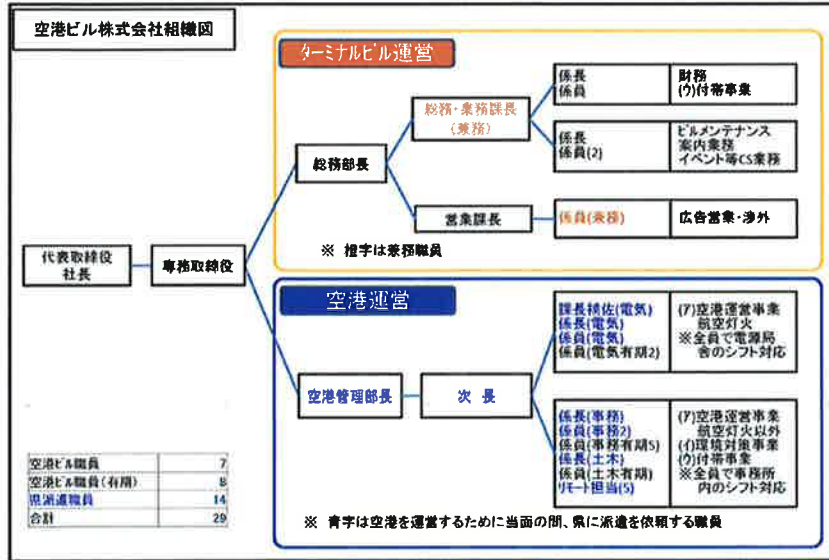 空港ビル株式会社組織図
ターミナルビル運営
総務・業務課長
(兼務)
係長
係員
財務
(ウ)付帯事業
係長
係員(2)
ビルメンテナンス
案内業務
イベント等CS業務
総務部長
営業課長
係員(兼務)
広告営業・渉外
※ 橙字は兼務職員
代表取締役
社長
専務取締役
空港運営
課長補佐(電気)
係長(電気)
係員(電気)
係員(電気有期2)
(ア)空港運営事業
航空灯火
※全員で電源局
舎のシフト対応
空港管理部長
次 長
係長(事務)
係員(事務2)
係員(事務有期5)
係長(土木)
係員(土木有期)
リモート担当(5)
(ア)空港運営事業
航空灯火以外
(イ)環境対策事業
(ウ)付帯事業
※全員で事務所
内のシフト対応
※ 青字は空港を運営するために当面の間、県に派遣を依頼する職員
空港ビル職員 7
空港ビル職員(有期) 8
県派遣職員 14
合計 29